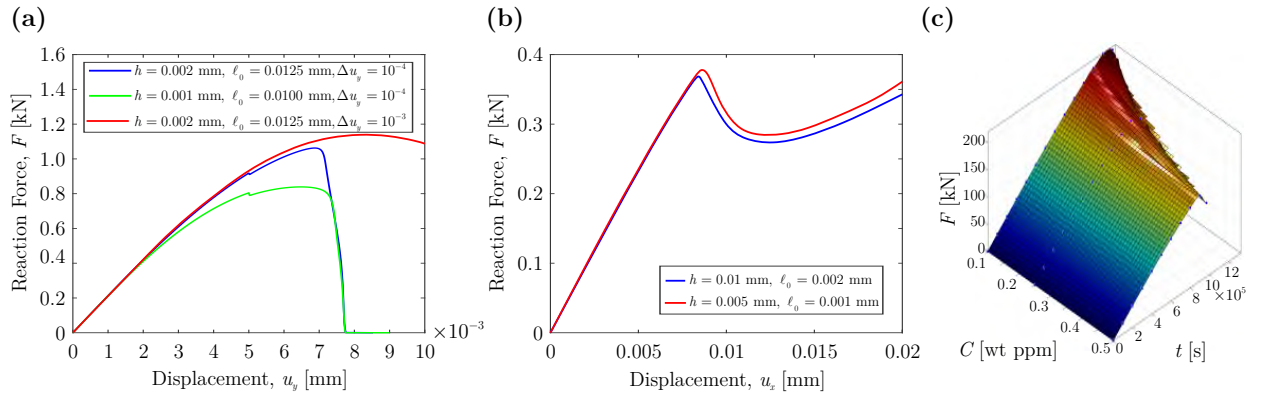 (a)
1.6
1.4
1.2
1.0
0.8
0.6
0.4
0.2
0
Reaction Force, F [kN]
h = 0.002 mm, ℓ₀ = 0.0125 mm, Δu_y = 10⁻⁴
h = 0.001 mm, ℓ₀ = 0.0100 mm, Δu_y = 10⁻⁴
h = 0.002 mm, ℓ₀ = 0.0125 mm, Δu_y = 10⁻³
0 1 2 3 4 5 6 7 8 9 10
×10⁻³
Displacement, u_y [mm]
(b)
0.4
0.3
0.2
0.1
0
Reaction Force, F [kN]
h = 0.01 mm, ℓ₀ = 0.002 mm
h = 0.005 mm, ℓ₀ = 0.001 mm
0 0.005 0.01 0.015 0.02
Displacement, u_x [mm]
(c)
200
150
100
50
0
F [kN]
0.1 0.2 0.3 0.4 0.5
C [wt ppm]
0 2 4 6 8 10 12
×10⁵
t [s]